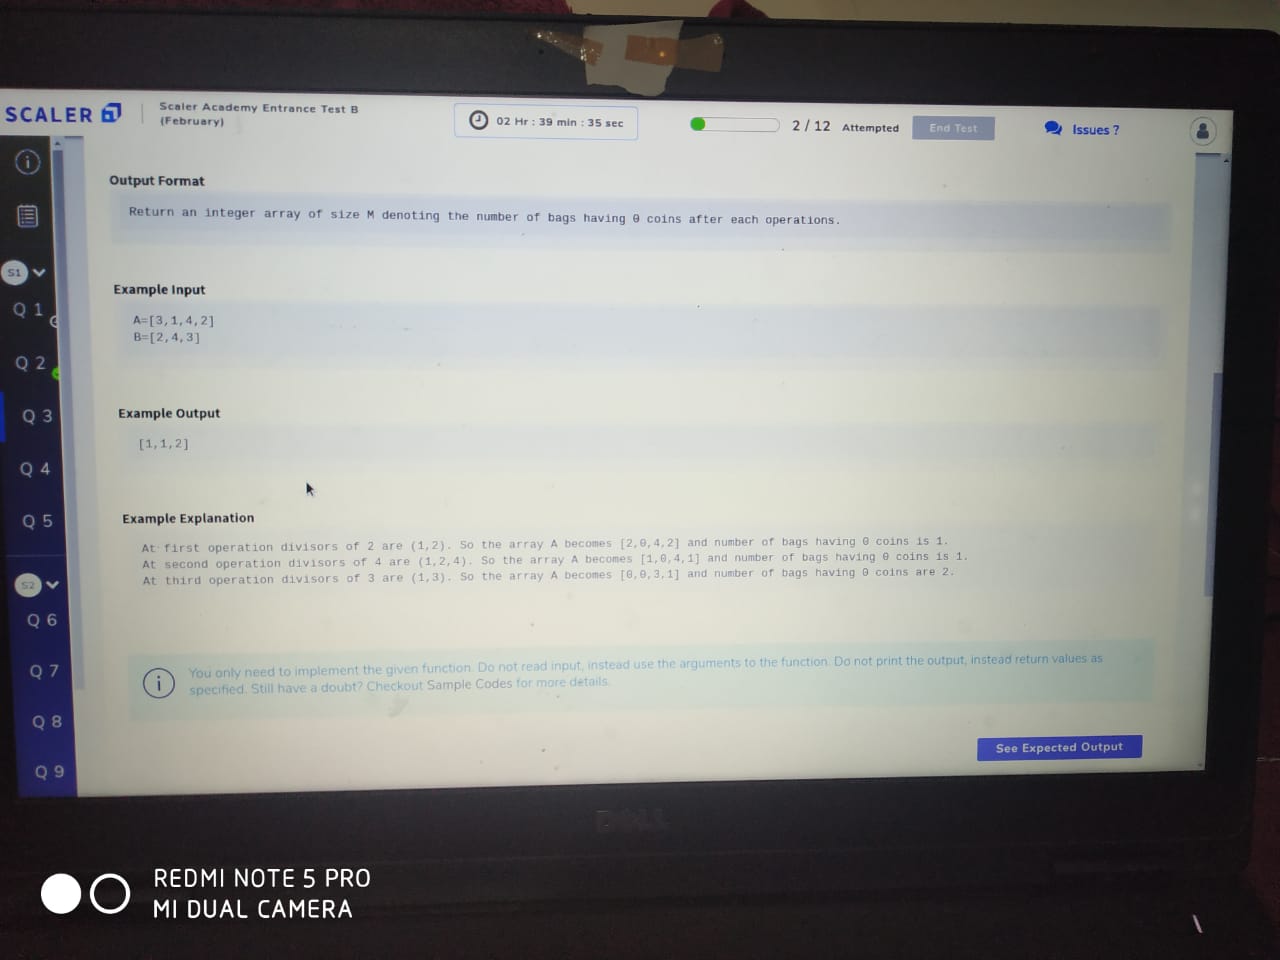 SCALER
Scaler Academy Entrance Test B
(February)
02 Hr : 39 min : 35 sec
2 / 12 Attempted
End Test
Issues ?
S1
Q 1
Q 2
Q 3
Q 4
Q 5
S2
Q 6
Q 7
Q 8
Q 9
Output Format
Return an integer array of size M denoting the number of bags having 0 coins after each operations.
Example Input
A=[3,1,4,2]
B=[2,4,3]
Example Output
[1,1,2]
Example Explanation
At first operation divisors of 2 are (1,2). So the array A becomes [2,0,4,2] and number of bags having 0 coins is 1.
At second operation divisors of 4 are (1,2,4). So the array A becomes [1,0,4,1] and number of bags having 0 coins is 1.
At third operation divisors of 3 are (1,3). So the array A becomes [0,0,3,1] and number of bags having 0 coins are 2.
You only need to implement the given function. Do not read input, instead use the arguments to the function. Do not print the output, instead return values as
specified. Still have a doubt? Checkout Sample Codes for more details.
See Expected Output
DELL
REDMI NOTE 5 PRO
MI DUAL CAMERA